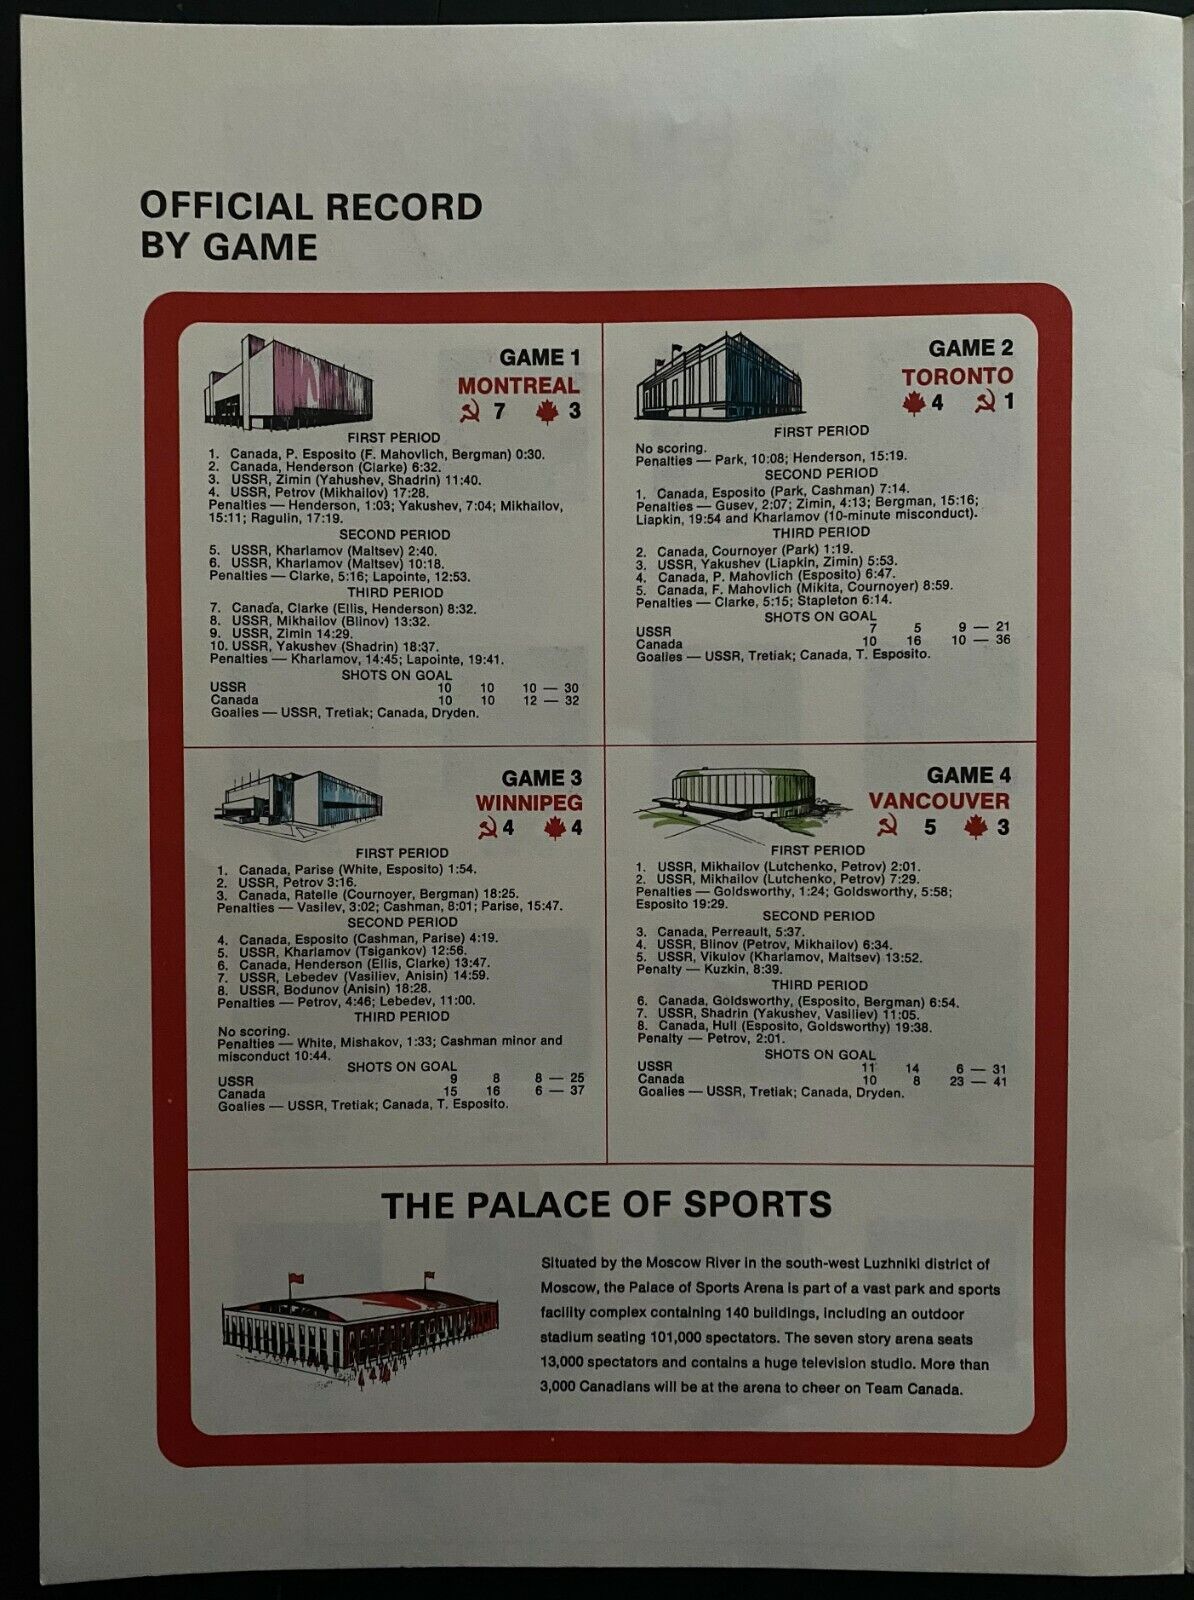 OFFICIAL RECORD
BY GAME
GAME 1
MONTREAL
7 3
FIRST PERIOD
1. Canada, P. Esposito (F. Mahovlich, Bergman) 0:30.
2. Canada, Henderson (Clarke) 6:32.
3. USSR, Zimin (Yahushev, Shadrin) 11:40.
4. USSR, Petrov (Mikhailov) 17:28.
Penalties — Henderson, 1:03; Yakushev, 7:04; Mikhailov,
15:11; Ragulin, 17:19.
SECOND PERIOD
5. USSR, Kharlamov (Maltsev) 2:40.
6. USSR, Kharlamov (Maltsev) 10:18.
Penalties — Clarke, 5:16; Lapointe, 12:53.
THIRD PERIOD
7. Canada, Clarke (Ellis, Henderson) 8:32.
8. USSR, Mikhailov (Blinov) 13:32.
9. USSR, Zimin 14:29.
10. USSR, Yakushev (Shadrin) 18:37.
Penalties — Kharlamov, 14:45; Lapointe, 19:41.
SHOTS ON GOAL
USSR 10 10 10 — 30
Canada 10 10 12 — 32
Goalies — USSR, Tretiak; Canada, Dryden.
GAME 2
TORONTO
4 1
FIRST PERIOD
No scoring.
Penalties — Park, 10:08; Henderson, 15:19.
SECOND PERIOD
1. Canada, Esposito (Park, Cashman) 7:14.
Penalties — Gusev, 2:07; Zimin, 4:13; Bergman, 15:16;
Liapkin, 19:54 and Kharlamov (10-minute misconduct).
THIRD PERIOD
2. Canada, Cournoyer (Park) 1:19.
3. USSR, Yakushev (Liapkin, Zimin) 5:53.
4. Canada, P. Mahovlich (Esposito) 6:47.
5. Canada, F. Mahovlich (Mikita, Cournoyer) 8:59.
Penalties — Clarke, 5:15; Stapleton 6:14.
SHOTS ON GOAL
USSR 7 5 9 — 21
Canada 10 16 10 — 36
Goalies — USSR, Tretiak; Canada, T. Esposito.
GAME 3
WINNIPEG
4 4
FIRST PERIOD
1. Canada, Parise (White, Esposito) 1:54.
2. USSR, Petrov 3:16.
3. Canada, Ratelle (Cournoyer, Bergman) 18:25.
Penalties — Vasilev, 3:02; Cashman, 8:01; Parise, 15:47.
SECOND PERIOD
4. Canada, Esposito (Cashman, Parise) 4:19.
5. USSR, Kharlamov (Tsigankov) 12:56.
6. Canada, Henderson (Ellis, Clarke) 13:47.
7. USSR, Lebedev (Vasiliev, Anisin) 14:59.
8. USSR, Bodunov (Anisin) 18:28.
Penalties — Petrov, 4:46; Lebedev, 11:00.
THIRD PERIOD
No scoring.
Penalties — White, Mishakov, 1:33; Cashman minor and
misconduct 10:44.
SHOTS ON GOAL
USSR 9 8 8 — 25
Canada 15 16 6 — 37
Goalies — USSR, Tretiak; Canada, T. Esposito.
GAME 4
VANCOUVER
5 3
FIRST PERIOD
1. USSR, Mikhailov (Lutchenko, Petrov) 2:01.
2. USSR, Mikhailov (Lutchenko, Petrov) 7:29.
Penalties — Goldsworthy, 1:24; Goldsworthy, 5:58;
Esposito 19:29.
SECOND PERIOD
3. Canada, Perreault, 5:37.
4. USSR, Blinov (Petrov, Mikhailov) 6:34.
5. USSR, Vikulov (Kharlamov, Maltsev) 13:52.
Penalty — Kuzkin, 8:39.
THIRD PERIOD
6. Canada, Goldsworthy, (Esposito, Bergman) 6:54.
7. USSR, Shadrin (Yakushev, Vasiliev) 11:05.
8. Canada, Hull (Esposito, Goldsworthy) 19:38.
Penalty — Petrov, 2:01.
SHOTS ON GOAL
USSR 11 14 6 — 31
Canada 10 8 23 — 41
Goalies — USSR, Tretiak; Canada, Dryden.
THE PALACE OF SPORTS
Situated by the Moscow River in the south-west Luzhniki district of
Moscow, the Palace of Sports Arena is part of a vast park and sports
facility complex containing 140 buildings, including an outdoor
stadium seating 101,000 spectators. The seven story arena seats
13,000 spectators and contains a huge television studio. More than
3,000 Canadians will be at the arena to cheer on Team Canada.